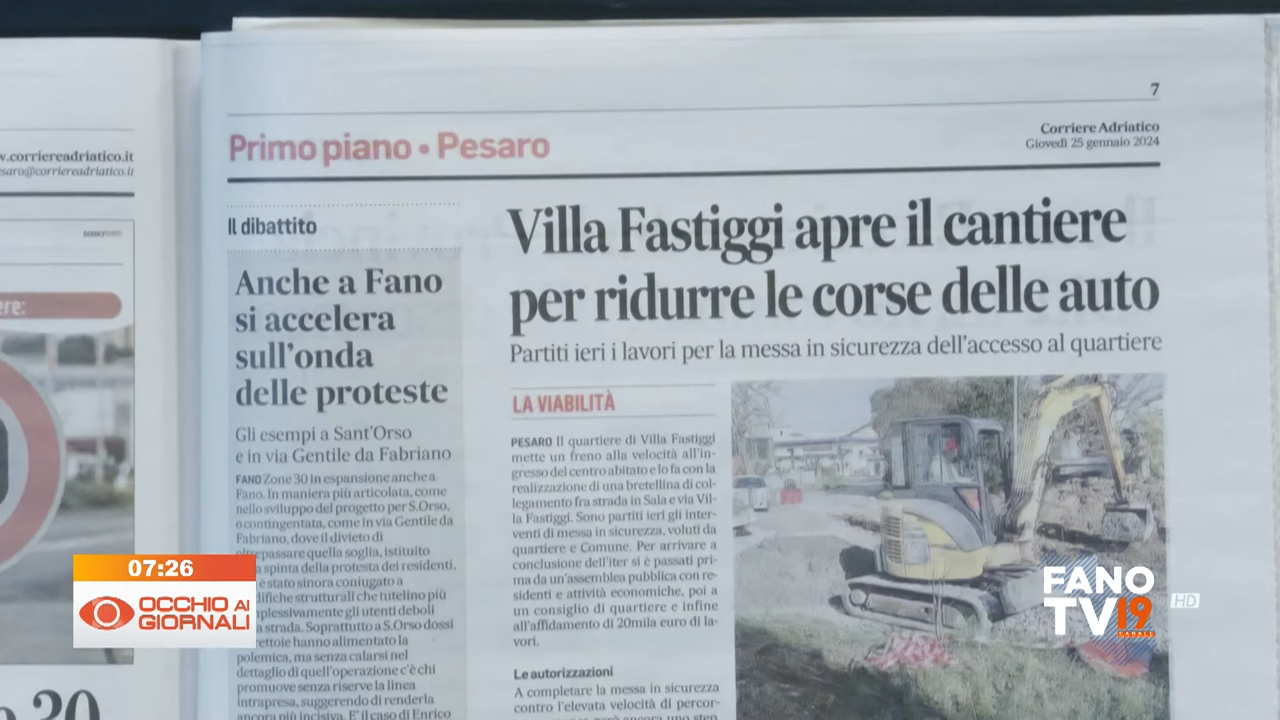 7
Corriere Adriatico
Giovedì 25 gennaio 2024
w.corriereadriatico.it
esaro@corriereadriatico.it
Primo piano • Pesaro
ere:
30
Il dibattito
Anche a Fano
si accelera
sull'onda
delle proteste
Gli esempi a Sant'Orso
e in via Gentile da Fabriano
FANO Zone 30 in espansione anche a
Fano. In maniera più articolata, come
nello sviluppo del progetto per S.Orso,
o contingentata, come in via Gentile da
Fabriano, dove il divieto di
oltrepassare quella soglia, istituito
a spinta della protesta dei residenti,
è stato sinora coniugato a
difiche strutturali che tutelino più
plessivamente gli utenti deboli
a strada. Soprattutto a S.Orso dossi
rettoie hanno alimentato la
polemica, ma senza calarsi nel
dettaglio di quell'operazione c'è chi
promuove senza riserve la linea
intrapresa, suggerendo di renderla
ancora più incisiva. E' il caso di Enrico
Villa Fastiggi apre il cantiere
per ridurre le corse delle auto
Partiti ieri i lavori per la messa in sicurezza dell'accesso al quartiere
LA VIABILITÀ
PESARO Il quartiere di Villa Fastiggi
mette un freno alla velocità all'in-
gresso del centro abitato e lo fa con la
realizzazione di una bretellina di col-
legamento fra strada in Sala e via Vil-
la Fastiggi. Sono partiti ieri gli inter-
venti di messa in sicurezza, voluti da
quartiere e Comune. Per arrivare a
conclusione dell'iter si è passati pri-
ma da un'assemblea pubblica con re-
sidenti e attività economiche, poi a
un consiglio di quartiere e infine
all'affidamento di 20mila euro di la-
vori.
Le autorizzazioni
A completare la messa in sicurezza
contro l'elevata velocità di percor-
07:26
OCCHIO AI
GIORNALI
FANO
TV 19
CANALE
HD